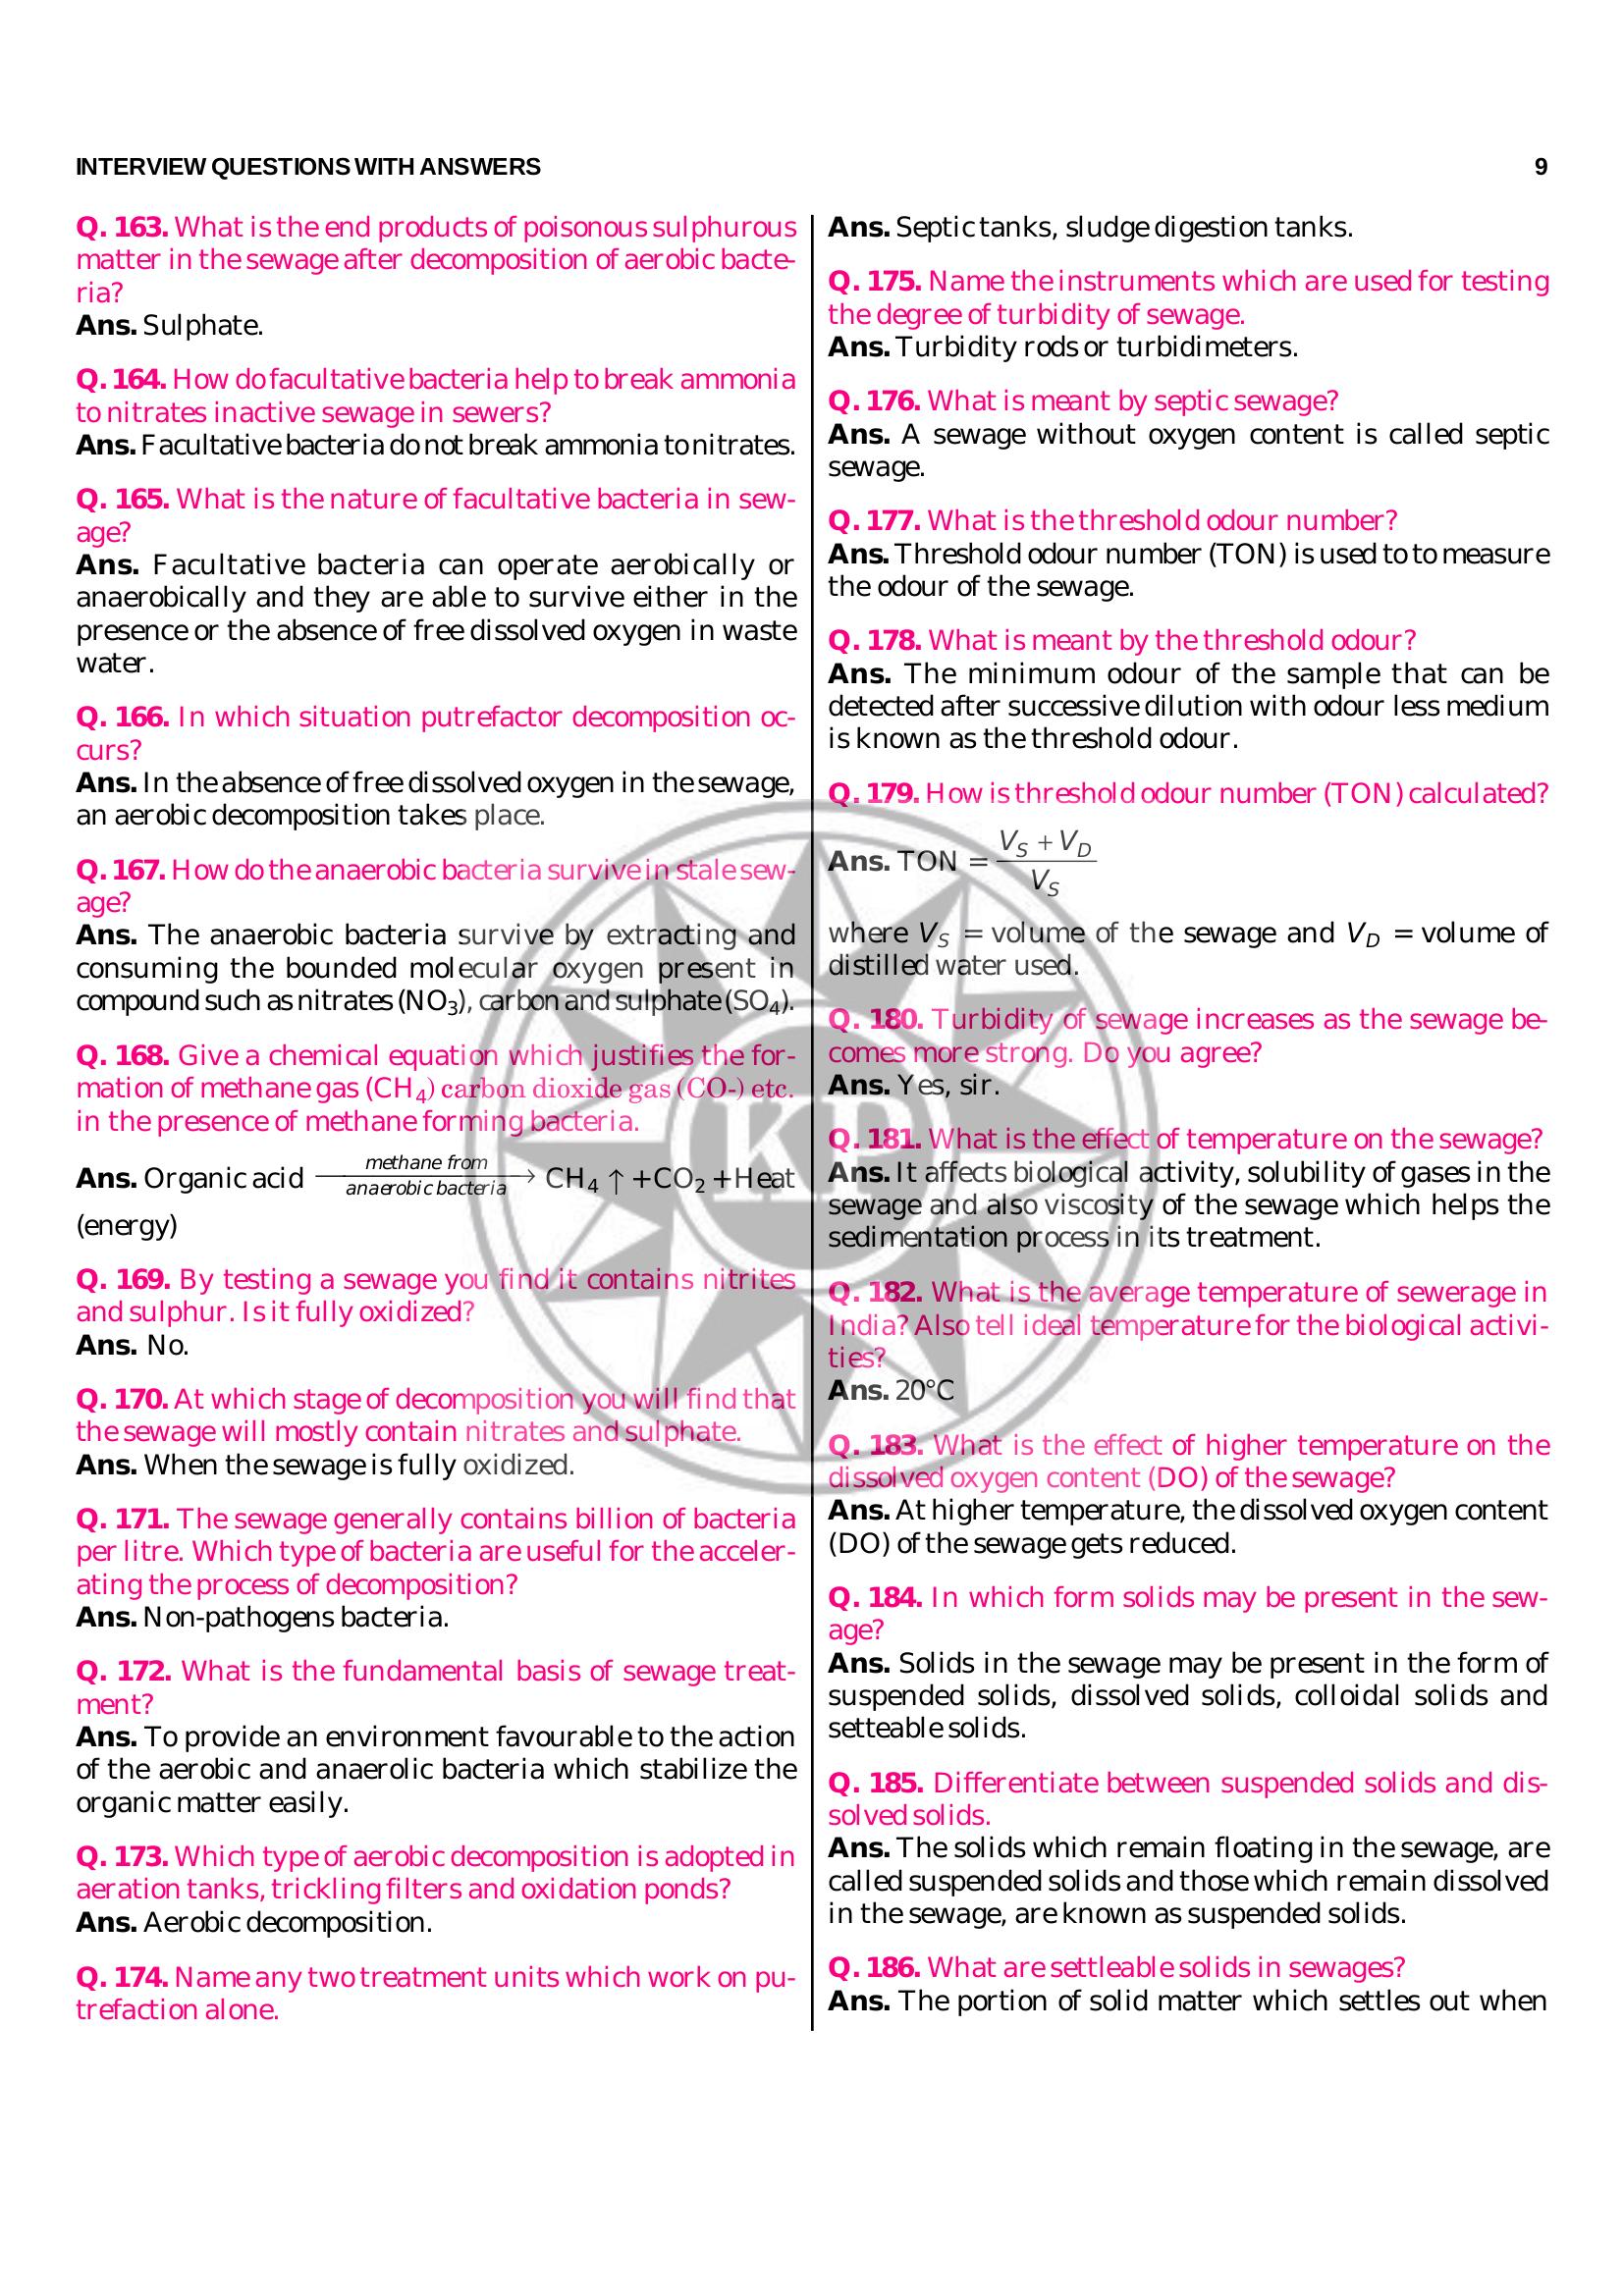 INTERVIEW QUESTIONS WITH ANSWERS 9
Q. 163. What is the end products of poisonous sulphurous
matter in the sewage after decomposition of aerobic bacte-
ria?
Ans. Sulphate.
Q. 164. How do facultative bacteria help to break ammonia
to nitrates inactive sewage in sewers?
Ans. Facultative bacteria do not break ammonia to nitrates.
Q. 165. What is the nature of facultative bacteria in sew-
age?
Ans. Facultative bacteria can operate aerobically or
anaerobically and they are able to survive either in the
presence or the absence of free dissolved oxygen in waste
water.
Q. 166. In which situation putrefactor decomposition oc-
curs?
Ans. In the absence of free dissolved oxygen in the sewage,
an aerobic decomposition takes place.
Q. 167. How do the anaerobic bacteria survive in stale sew-
age?
Ans. The anaerobic bacteria survive by extracting and
consuming the bounded molecular oxygen present in
compound such as nitrates (NO₃), carbon and sulphate (SO₄).
Q. 168. Give a chemical equation which justifies the for-
mation of methane gas (CH₄) carbon dioxide gas (CO-) etc.
in the presence of methane forming bacteria.
methane from
Ans. Organic acid ⟶ CH₄ ↑ + CO₂ + Heat
anaerobic bacteria
(energy)
Q. 169. By testing a sewage you find it contains nitrites
and sulphur. Is it fully oxidized?
Ans. No.
Q. 170. At which stage of decomposition you will find that
the sewage will mostly contain nitrates and sulphate.
Ans. When the sewage is fully oxidized.
Q. 171. The sewage generally contains billion of bacteria
per litre. Which type of bacteria are useful for the acceler-
ating the process of decomposition?
Ans. Non-pathogens bacteria.
Q. 172. What is the fundamental basis of sewage treat-
ment?
Ans. To provide an environment favourable to the action
of the aerobic and anaerolic bacteria which stabilize the
organic matter easily.
Q. 173. Which type of aerobic decomposition is adopted in
aeration tanks, trickling filters and oxidation ponds?
Ans. Aerobic decomposition.
Q. 174. Name any two treatment units which work on pu-
trefaction alone.
Ans. Septic tanks, sludge digestion tanks.
Q. 175. Name the instruments which are used for testing
the degree of turbidity of sewage.
Ans. Turbidity rods or turbidimeters.
Q. 176. What is meant by septic sewage?
Ans. A sewage without oxygen content is called septic
sewage.
Q. 177. What is the threshold odour number?
Ans. Threshold odour number (TON) is used to to measure
the odour of the sewage.
Q. 178. What is meant by the threshold odour?
Ans. The minimum odour of the sample that can be
detected after successive dilution with odour less medium
is known as the threshold odour.
Q. 179. How is threshold odour number (TON) calculated?
V_S + V_D
Ans. TON =
V_S
where V_S = volume of the sewage and V_D = volume of
distilled water used.
Q. 180. Turbidity of sewage increases as the sewage be-
comes more strong. Do you agree?
Ans. Yes, sir.
Q. 181. What is the effect of temperature on the sewage?
Ans. It affects biological activity, solubility of gases in the
sewage and also viscosity of the sewage which helps the
sedimentation process in its treatment.
Q. 182. What is the average temperature of sewerage in
India? Also tell ideal temperature for the biological activi-
ties?
Ans. 20°C
Q. 183. What is the effect of higher temperature on the
dissolved oxygen content (DO) of the sewage?
Ans. At higher temperature, the dissolved oxygen content
(DO) of the sewage gets reduced.
Q. 184. In which form solids may be present in the sew-
age?
Ans. Solids in the sewage may be present in the form of
suspended solids, dissolved solids, colloidal solids and
setteable solids.
Q. 185. Differentiate between suspended solids and dis-
solved solids.
Ans. The solids which remain floating in the sewage, are
called suspended solids and those which remain dissolved
in the sewage, are known as suspended solids.
Q. 186. What are settleable solids in sewages?
Ans. The portion of solid matter which settles out when
KP